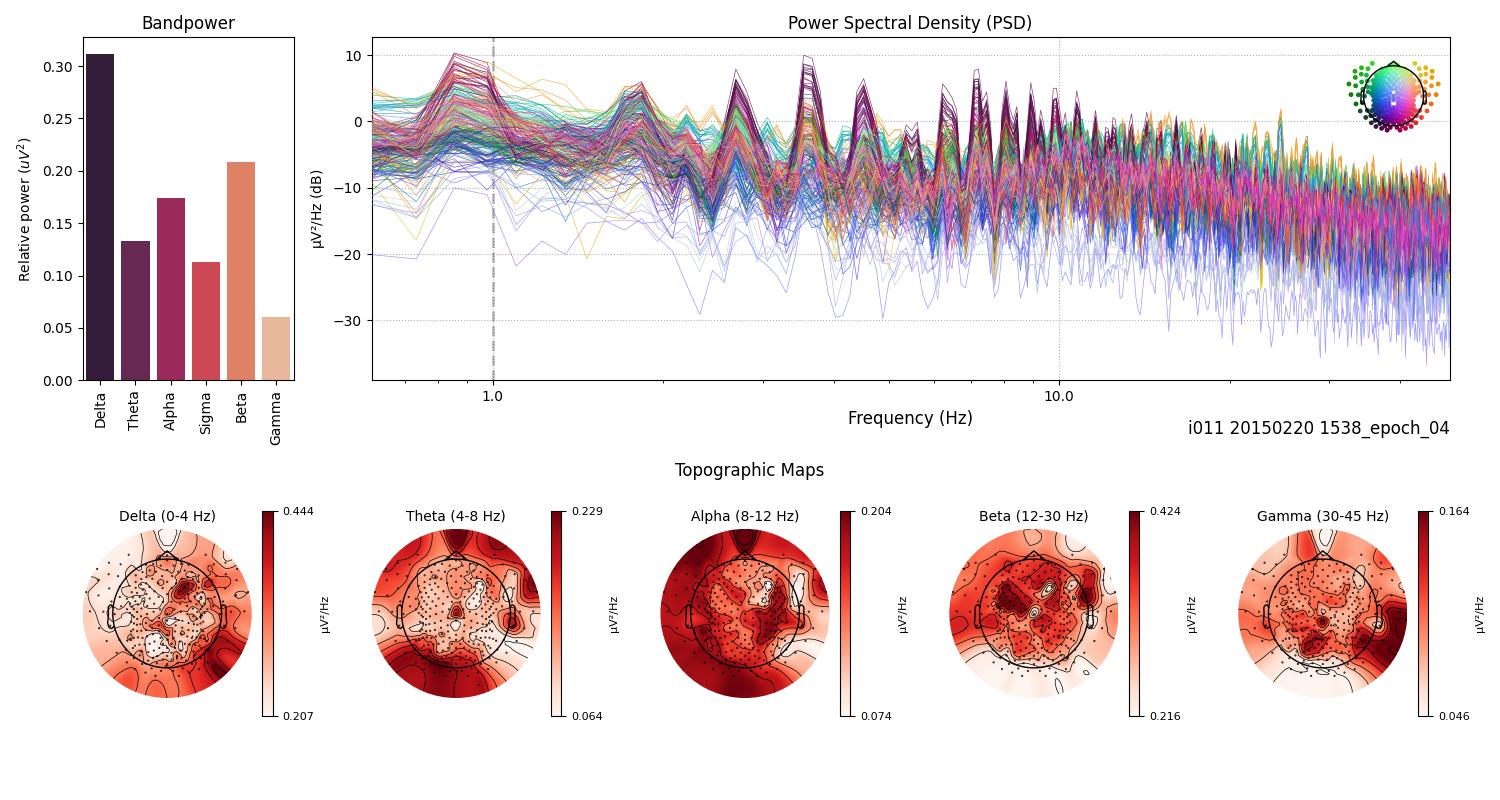 Bandpower
Power Spectral Density (PSD)
Relative power (uV²)
0.30
0.25
0.20
0.15
0.10
0.05
0.00
Delta
Theta
Alpha
Sigma
Beta
Gamma
µV²/Hz (dB)
10
0
−10
−20
−30
1.0
10.0
Frequency (Hz)
i011 20150220 1538_epoch_04
Topographic Maps
Delta (0-4 Hz)
0.444
0.207
µV²/Hz
Theta (4-8 Hz)
0.229
0.064
µV²/Hz
Alpha (8-12 Hz)
0.204
0.074
µV²/Hz
Beta (12-30 Hz)
0.424
0.216
µV²/Hz
Gamma (30-45 Hz)
0.164
0.046
µV²/Hz